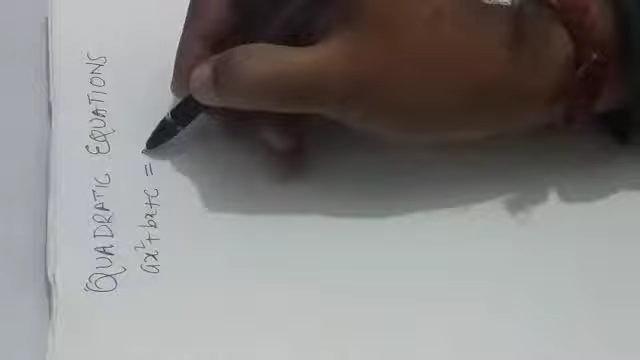 QUADRATIC EQUATIONS
ax²+bx+c =